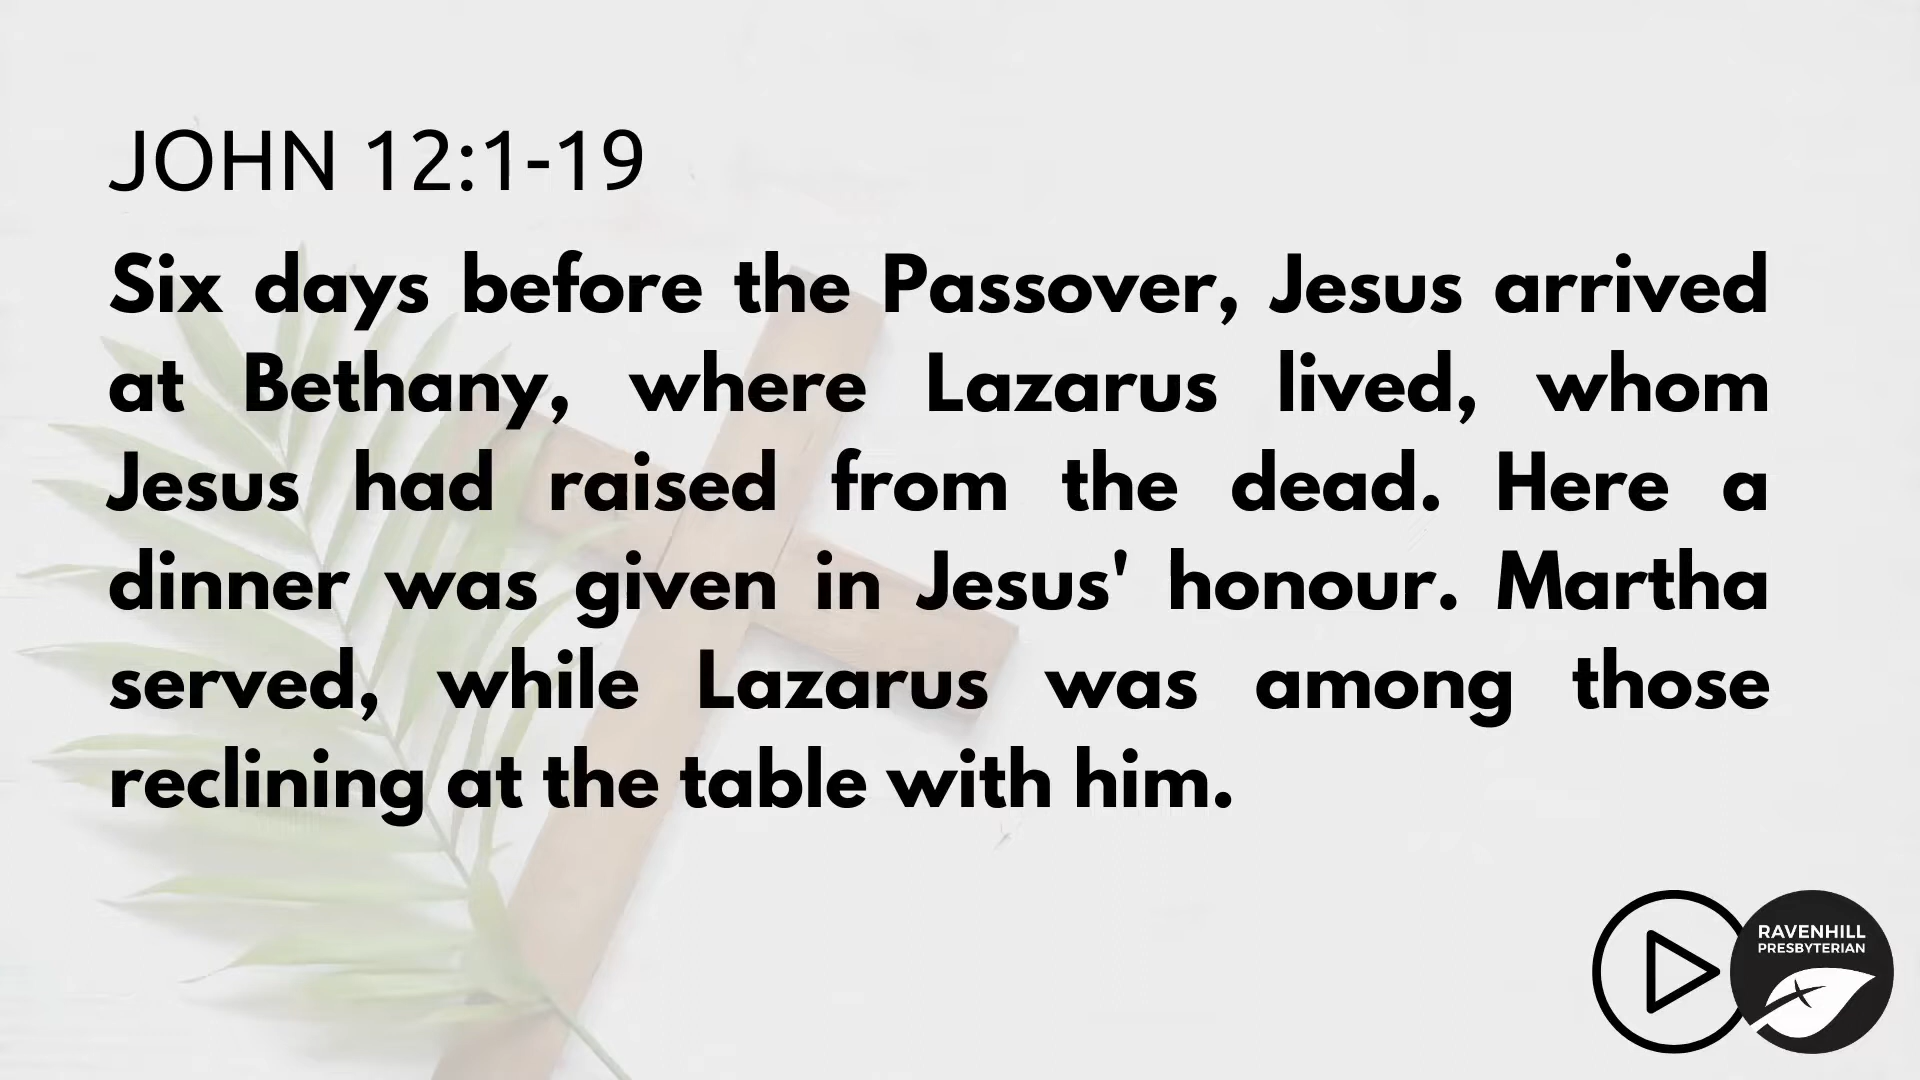 JOHN 12:1-19
Six days before the Passover, Jesus arrived
at Bethany, where Lazarus lived, whom
Jesus had raised from the dead. Here a
dinner was given in Jesus' honour. Martha
served, while Lazarus was among those
reclining at the table with him.
RAVENHILL
PRESBYTERIAN